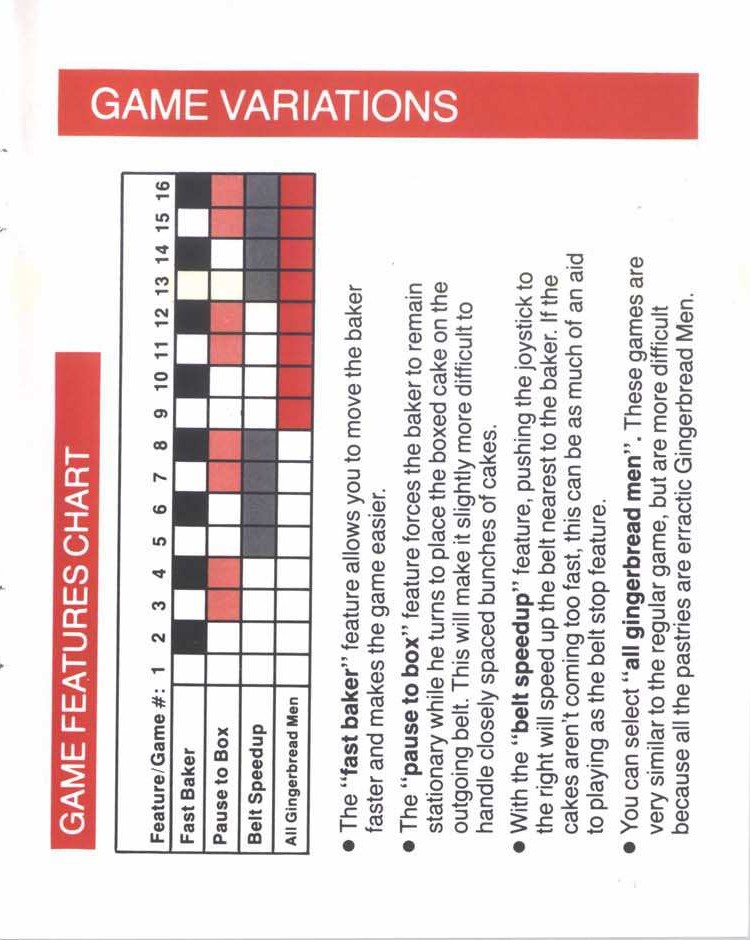 GAME VARIATIONS
GAME FEATURES CHART
Feature/Game #: 1 2 3 4 5 6 7 8 9 10 11 12 13 14 15 16
Fast Baker
Pause to Box
Belt Speedup
All Gingerbread Men
● The “fast baker” feature allows you to move the baker
faster and makes the game easier.
● The “pause to box” feature forces the baker to remain
stationary while he turns to place the boxed cake on the
outgoing belt. This will make it slightly more difficult to
handle closely spaced bunches of cakes.
● With the “belt speedup” feature, pushing the joystick to
the right will speed up the belt nearest to the baker. If the
cakes aren't coming too fast, this can be as much of an aid
to playing as the belt stop feature.
● You can select “all gingerbread men”. These games are
very similar to the regular game, but are more difficult
because all the pastries are erractic Gingerbread Men.